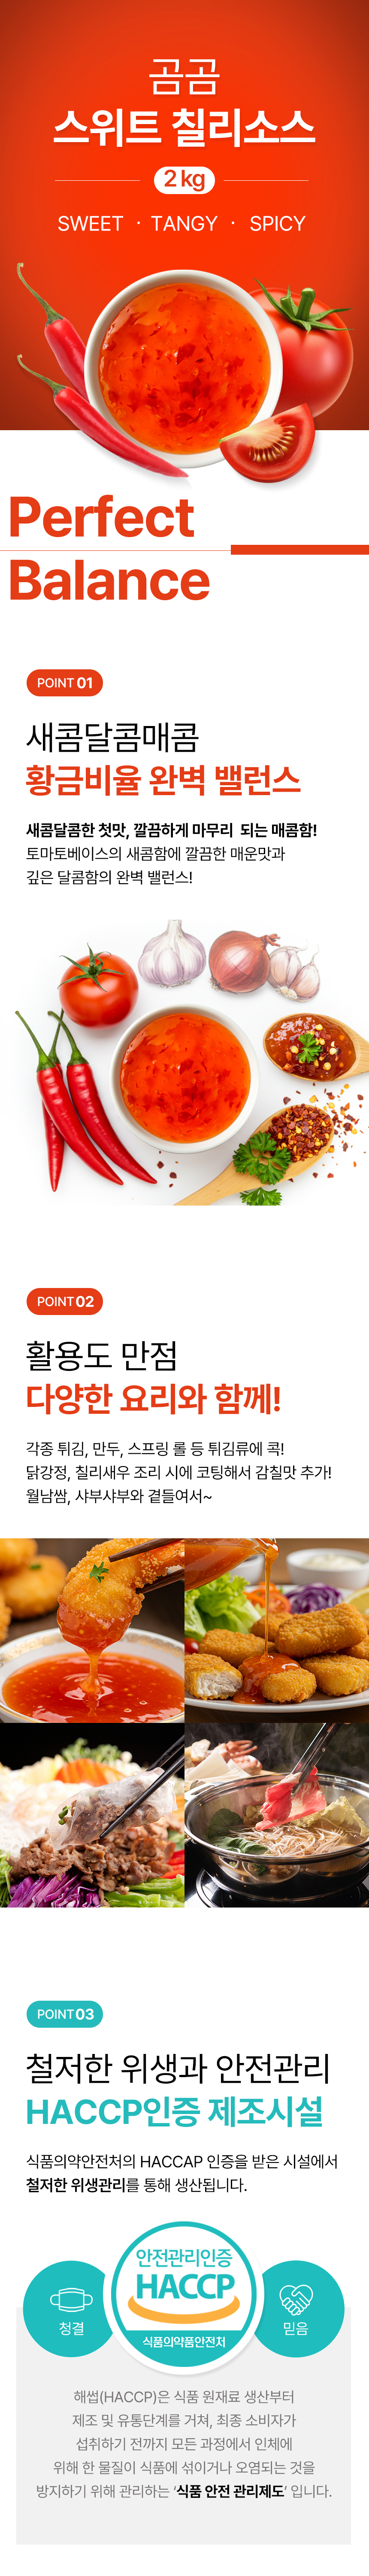 곰곰
스위트 칠리소스
2kg
SWEET · TANGY · SPICY
Perfect
Balance
POINT 01
새콤달콤매콤
황금비율 완벽 밸런스
새콤달콤한 첫맛, 깔끔하게 마무리 되는 매콤함!
토마토베이스의 새콤함에 깔끔한 매운맛과
깊은 달콤함의 완벽 밸런스!
POINT 02
활용도 만점
다양한 요리와 함께!
각종 튀김, 만두, 스프링 롤 등 튀김류에 콕!
닭강정, 칠리새우 조리 시에 코팅해서 감칠맛 추가!
월남쌈, 샤부샤부와 곁들여서~
POINT 03
철저한 위생과 안전관리
HACCP인증 제조시설
식품의약안전처의 HACCAP 인증을 받은 시설에서
철저한 위생관리를 통해 생산됩니다.
청결
안전관리인증
HACCP
식품의약품안전처
믿음
해썹(HACCP)은 식품 원재료 생산부터
제조 및 유통단계를 거쳐, 최종 소비자가
섭취하기 전까지 모든 과정에서 인체에
위해 한 물질이 식품에 섞이거나 오염되는 것을
방지하기 위해 관리하는 ‘식품 안전 관리제도’ 입니다.